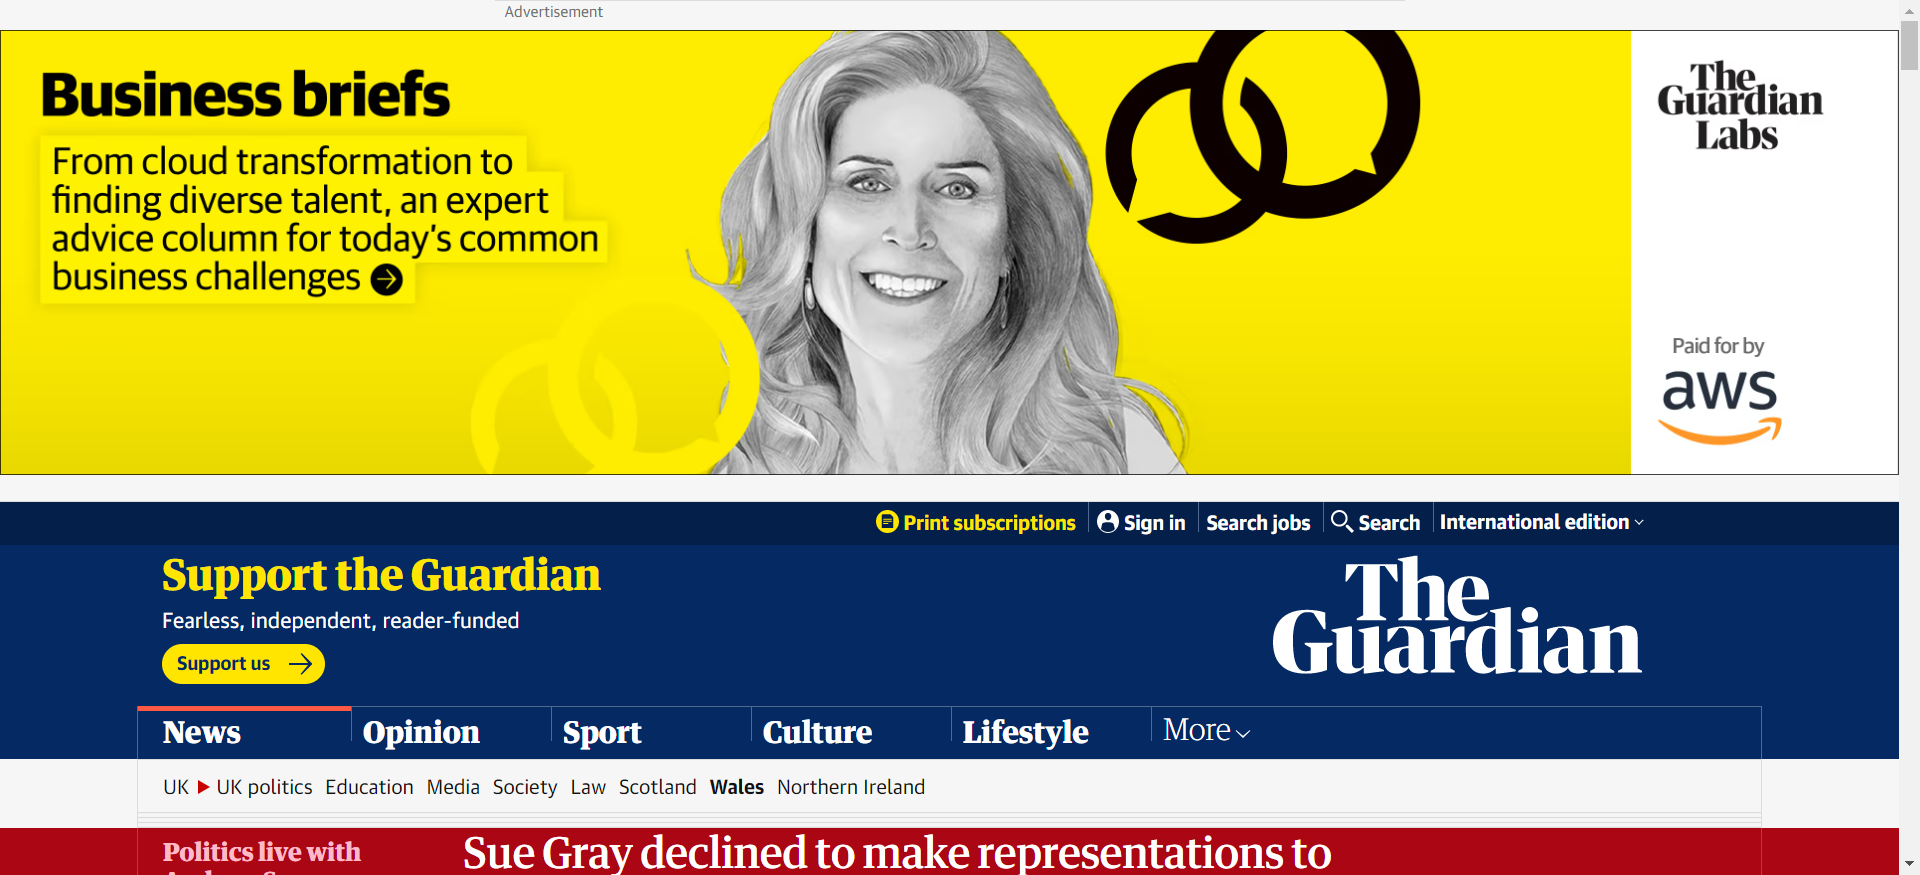 Advertisement
Business briefs
From cloud transformation to
finding diverse talent, an expert
advice column for today's common
business challenges
The
Guardian
Labs
Paid for by
aws
Print subscriptions
Sign in
Search jobs
Search
International edition
Support the Guardian
Fearless, independent, reader-funded
Support us
The
Guardian
News
Opinion
Sport
Culture
Lifestyle
More
UK
UK politics
Education
Media
Society
Law
Scotland
Wales
Northern Ireland
Politics live with
Sue Gray declined to make representations to